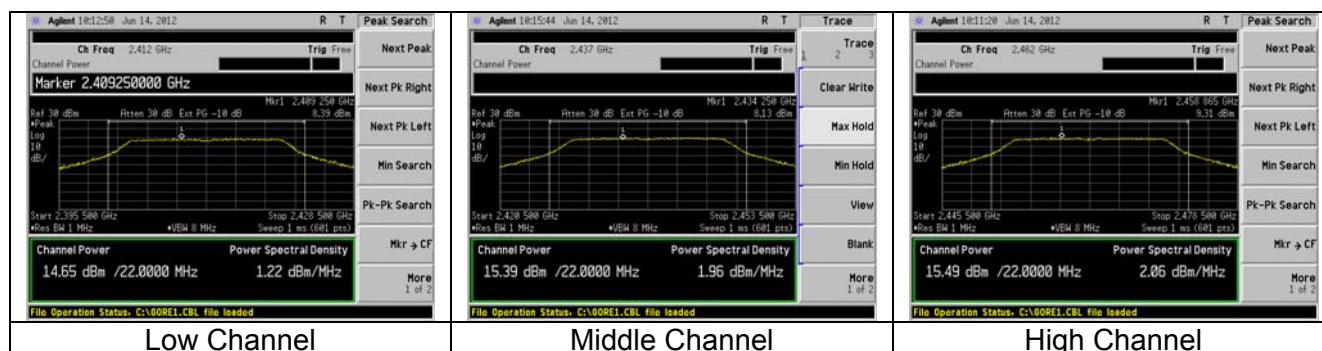 Agilent 10:12:50 Jun 14, 2012 R T
Peak Search
Ch Freq 2.412 GHz Trig Free
Channel Power
Marker 2.409250000 GHz
Mkr1 2.409 250 GHz
Ref 30 dBm Atten 30 dB Ext PG -10 dB 8.39 dBm
#Peak
Log
10
dB/
1
Start 2.395 500 GHz Stop 2.428 500 GHz
#Res BW 1 MHz #VBW 8 MHz Sweep 1 ms (601 pts)
Channel Power Power Spectral Density
14.65 dBm /22.0000 MHz 1.22 dBm/MHz
File Operation Status, C:\GORE1.CBL file loaded
Next Peak
Next Pk Right
Next Pk Left
Min Search
Pk-Pk Search
Mkr → CF
More
1 of 2
Low Channel
Agilent 10:15:44 Jun 14, 2012 R T
Trace
Ch Freq 2.437 GHz Trig Free
Channel Power
Mkr1 2.434 250 GHz
Ref 30 dBm Atten 30 dB Ext PG -10 dB 8.13 dBm
#Peak
Log
10
dB/
1
Start 2.420 500 GHz Stop 2.453 500 GHz
#Res BW 1 MHz #VBW 8 MHz Sweep 1 ms (601 pts)
Channel Power Power Spectral Density
15.39 dBm /22.0000 MHz 1.96 dBm/MHz
File Operation Status, C:\GORE1.CBL file loaded
Trace
1 2 3
Clear Write
Max Hold
Min Hold
View
Blank
More
1 of 2
Middle Channel
Agilent 10:11:20 Jun 14, 2012 R T
Peak Search
Ch Freq 2.462 GHz Trig Free
Channel Power
Mkr1 2.458 865 GHz
Ref 30 dBm Atten 30 dB Ext PG -10 dB 9.31 dBm
#Peak
Log
10
dB/
1
Start 2.445 500 GHz Stop 2.478 500 GHz
#Res BW 1 MHz #VBW 8 MHz Sweep 1 ms (601 pts)
Channel Power Power Spectral Density
15.49 dBm /22.0000 MHz 2.06 dBm/MHz
File Operation Status, C:\GORE1.CBL file loaded
Next Peak
Next Pk Right
Next Pk Left
Min Search
Pk-Pk Search
Mkr → CF
More
1 of 2
High Channel